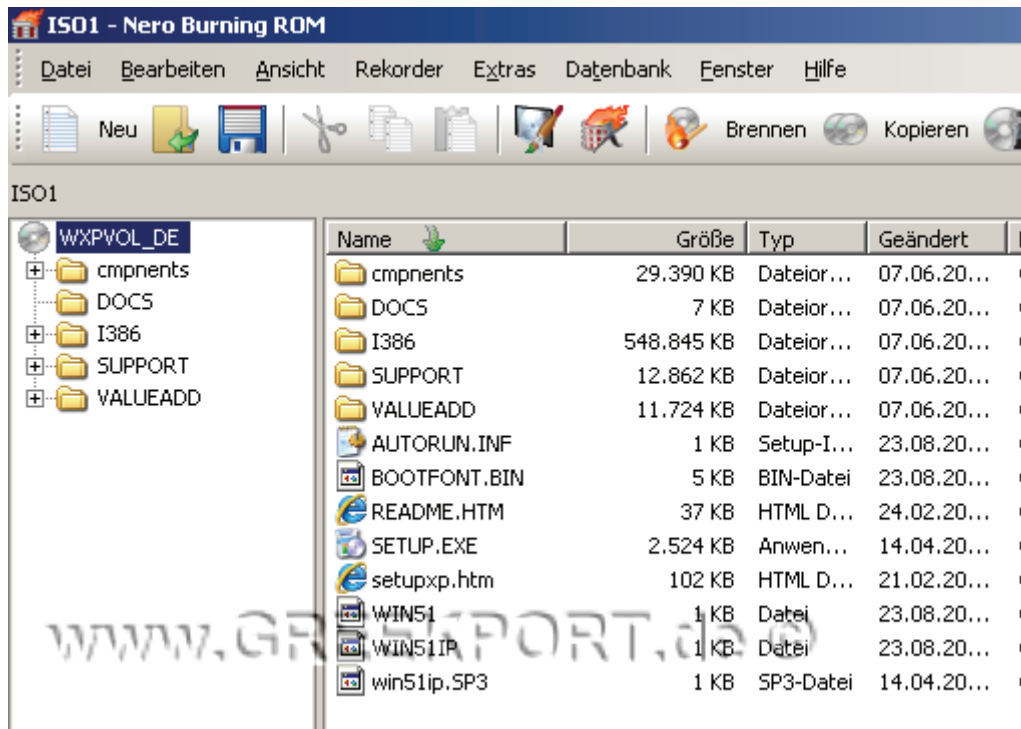 ISO1 - Nero Burning ROM
Datei Bearbeiten Ansicht Rekorder Extras Datenbank Fenster Hilfe
Neu Brennen Kopieren
ISO1
WXPVOL_DE
cmpnents
DOCS
I386
SUPPORT
VALUEADD
Name Größe Typ Geändert
cmpnents 29.390 KB Dateior... 07.06.20...
DOCS 7 KB Dateior... 07.06.20...
I386 548.845 KB Dateior... 07.06.20...
SUPPORT 12.862 KB Dateior... 07.06.20...
VALUEADD 11.724 KB Dateior... 07.06.20...
AUTORUN.INF 1 KB Setup-I... 23.08.20...
BOOTFONT.BIN 5 KB BIN-Datei 23.08.20...
README.HTM 37 KB HTML D... 24.02.20...
SETUP.EXE 2.524 KB Anwen... 14.04.20...
setupxp.htm 102 KB HTML D... 21.02.20...
WIN51 1 KB Datei 23.08.20...
WIN51IP 1 KB Datei 23.08.20...
win51ip.SP3 1 KB SP3-Datei 14.04.20...
www.GREEKPORT.de ©